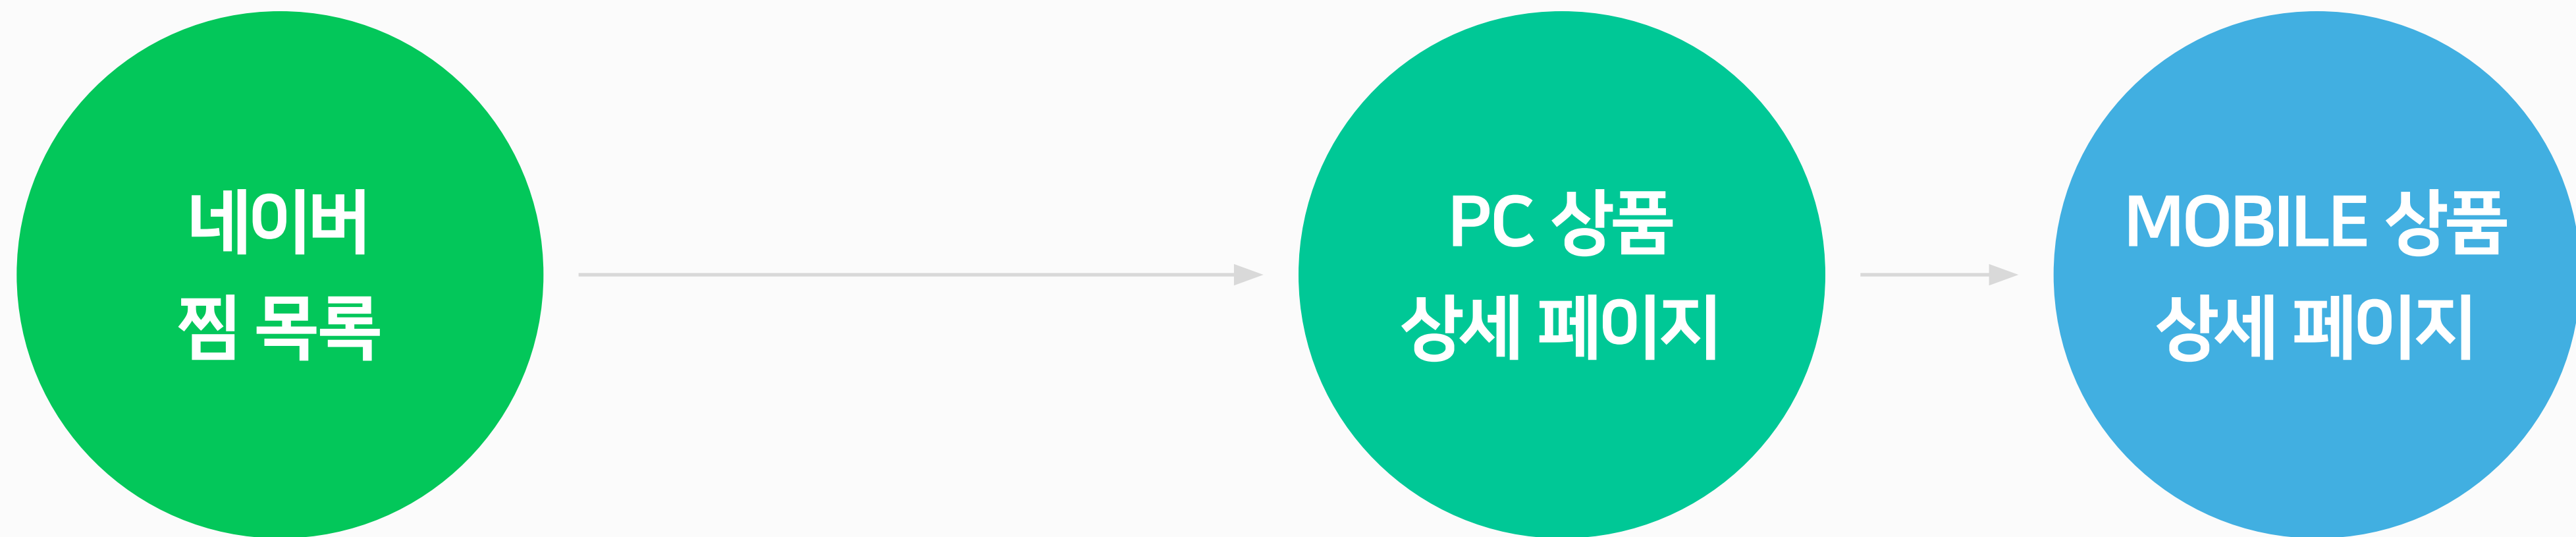 네이버
찜 목록
PC 상품
상세 페이지
MOBILE 상품
상세 페이지